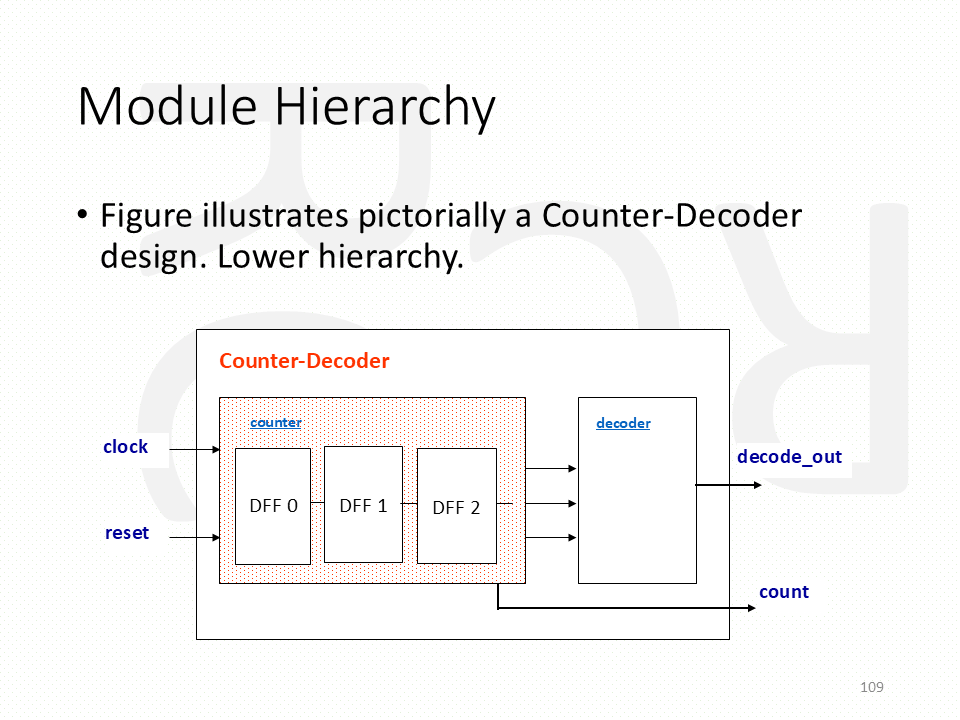 Module Hierarchy
• Figure illustrates pictorially a Counter-Decoder
design. Lower hierarchy.
Counter-Decoder
counter
decoder
clock
decode_out
DFF 0
DFF 1
DFF 2
reset
count
109